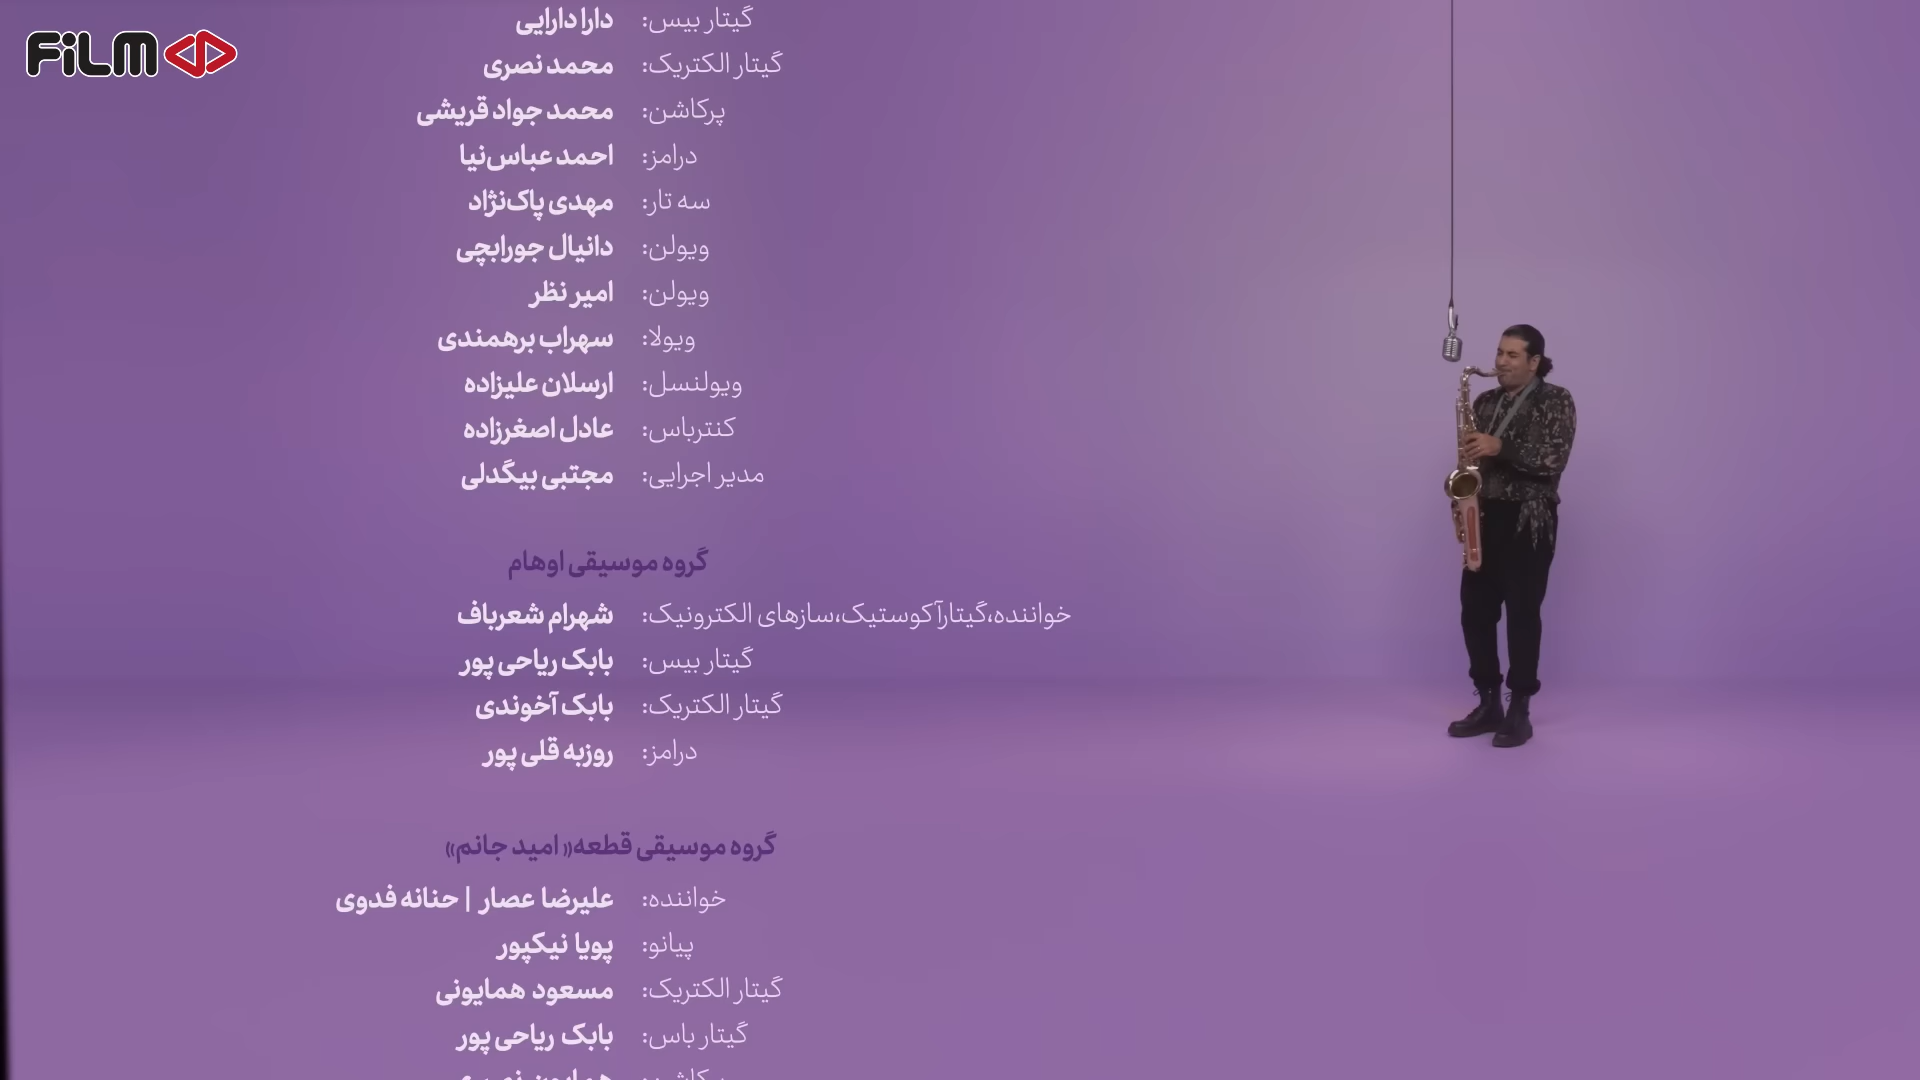 FiLM
گیتار بیس: دارا دارایی
گیتار الکتریک: محمد نصری
پرکاشن: محمد جواد قریشی
درامز: احمد عباس‌نیا
سه تار: مهدی پاک‌نژاد
ویولن: دانیال جورابچی
ویولن: امیر نظر
ویولا: سهراب برهمندی
ویولنسل: ارسلان علیزاده
کنترباس: عادل اصغرزاده
مدیر اجرایی: مجتبی بیگدلی
گروه موسیقی اوهام
خواننده،گیتارآکوستیک،سازهای الکترونیک: شهرام شعرباف
گیتار بیس: بابک ریاحی پور
گیتار الکتریک: بابک آخوندی
درامز: روزبه قلی پور
گروه موسیقی قطعه« امید جانم»
خواننده: علیرضا عصار | حنانه فدوی
پیانو: پویا نیکپور
گیتار الکتریک: مسعود همایونی
گیتار باس: بابک ریاحی پور